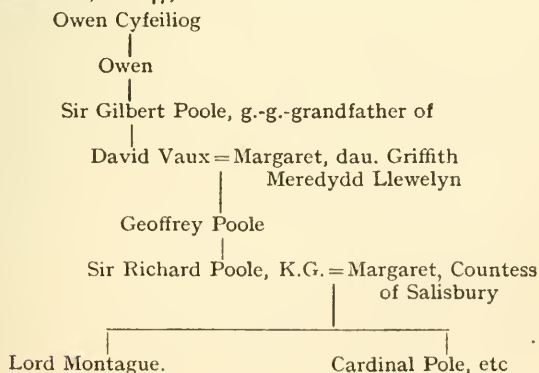 Owen Cyfeiliog
Owen
Sir Gilbert Poole, g.-g.-grandfather of
David Vaux = Margaret, dau. Griffith
Meredydd Llewelyn
Geoffrey Poole
Sir Richard Poole, K.G. = Margaret, Countess
of Salisbury
Lord Montague. Cardinal Pole, etc